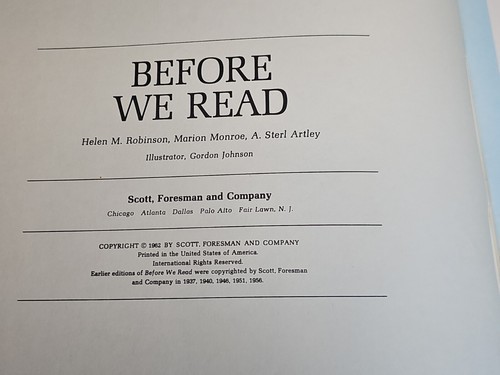 BEFORE
WE READ
Helen M. Robinson, Marion Monroe, A. Sterl Artley
Illustrator, Gordon Johnson
Scott, Foresman and Company
Chicago Atlanta Dallas Palo Alto Fair Lawn, N. J.
COPYRIGHT © 1962 BY SCOTT, FORESMAN AND COMPANY
Printed in the United States of America.
International Rights Reserved.
Earlier editions of Before We Read were copyrighted by Scott, Foresman
and Company in 1937, 1940, 1946, 1951, 1956.